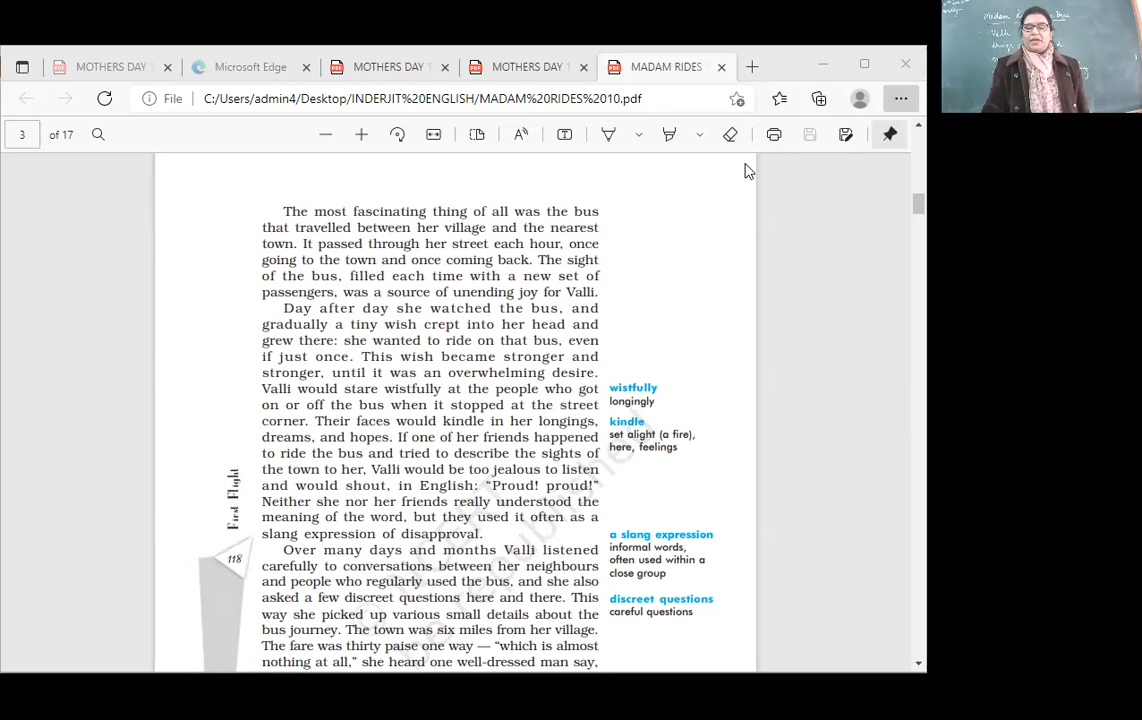 MOTHERS DAY
Microsoft Edge
MOTHERS DAY
MOTHERS DAY
MADAM RIDES
File
C:/Users/admin4/Desktop/INDERJIT%20ENGLISH/MADAM%20RIDES%2010.pdf
3 of 17
Madam
Valli
The most fascinating thing of all was the bus
that travelled between her village and the nearest
town. It passed through her street each hour, once
going to the town and once coming back. The sight
of the bus, filled each time with a new set of
passengers, was a source of unending joy for Valli.
Day after day she watched the bus, and
gradually a tiny wish crept into her head and
grew there: she wanted to ride on that bus, even
if just once. This wish became stronger and
stronger, until it was an overwhelming desire.
Valli would stare wistfully at the people who got
on or off the bus when it stopped at the street
corner. Their faces would kindle in her longings,
dreams, and hopes. If one of her friends happened
to ride the bus and tried to describe the sights of
the town to her, Valli would be too jealous to listen
and would shout, in English: “Proud! proud!”
Neither she nor her friends really understood the
meaning of the word, but they used it often as a
slang expression of disapproval.
Over many days and months Valli listened
carefully to conversations between her neighbours
and people who regularly used the bus, and she also
asked a few discreet questions here and there. This
way she picked up various small details about the
bus journey. The town was six miles from her village.
The fare was thirty paise one way — “which is almost
nothing at all,” she heard one well-dressed man say,
wistfully
longingly
kindle
set alight (a fire),
here, feelings
a slang expression
informal words,
often used within a
close group
discreet questions
careful questions
First Flight
118
© NCERT
be republished